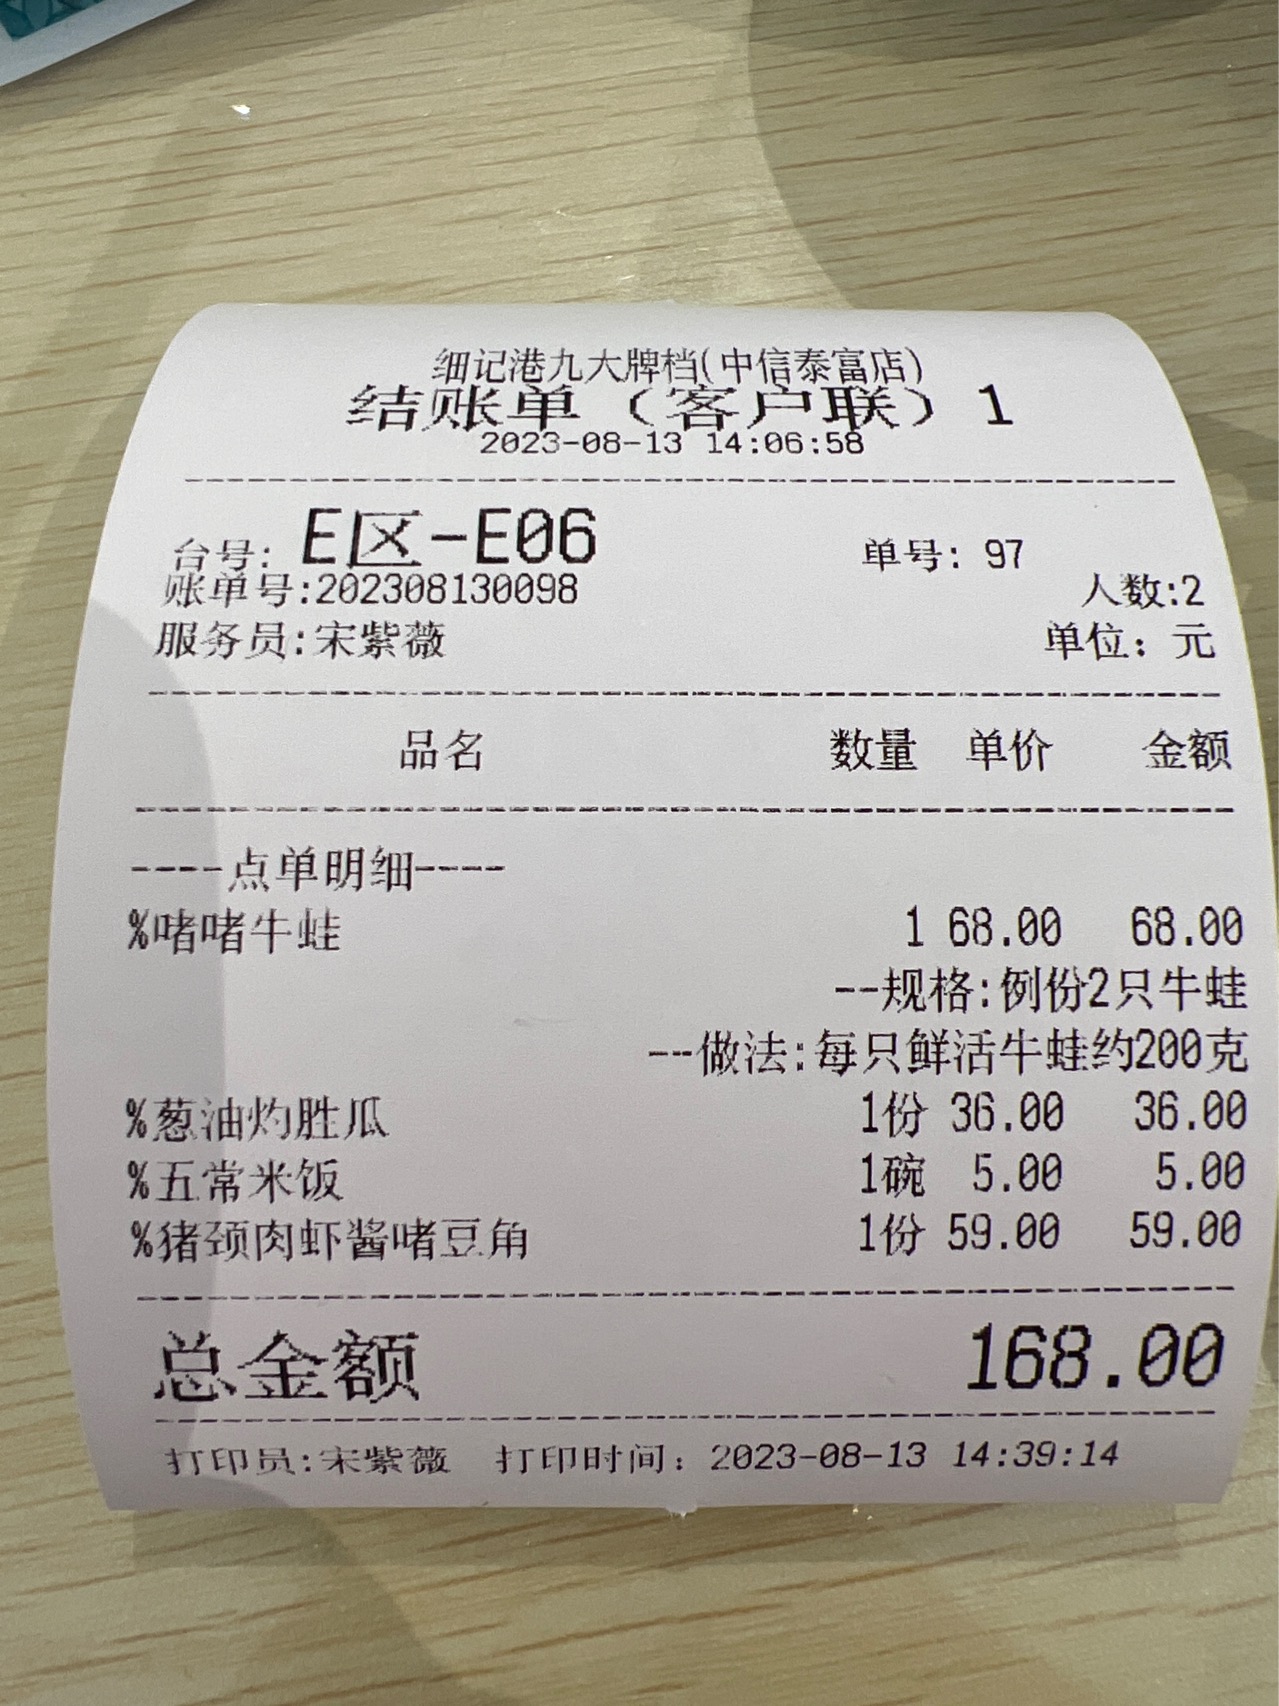 细记港九大牌档(中信泰富店)
结账单（客户联）1
2023-08-13 14:06:58
台号: E区-E06 单号: 97
账单号:202308130098 人数:2
服务员:宋紫薇 单位: 元
品名 数量 单价 金额
----点单明细----
%啫啫牛蛙 1 68.00 68.00
--规格:例份2只牛蛙
--做法:每只鲜活牛蛙约200克
%葱油灼胜瓜 1份 36.00 36.00
%五常米饭 1碗 5.00 5.00
%猪颈肉虾酱啫豆角 1份 59.00 59.00
总金额 168.00
打印员:宋紫薇 打印时间: 2023-08-13 14:39:14